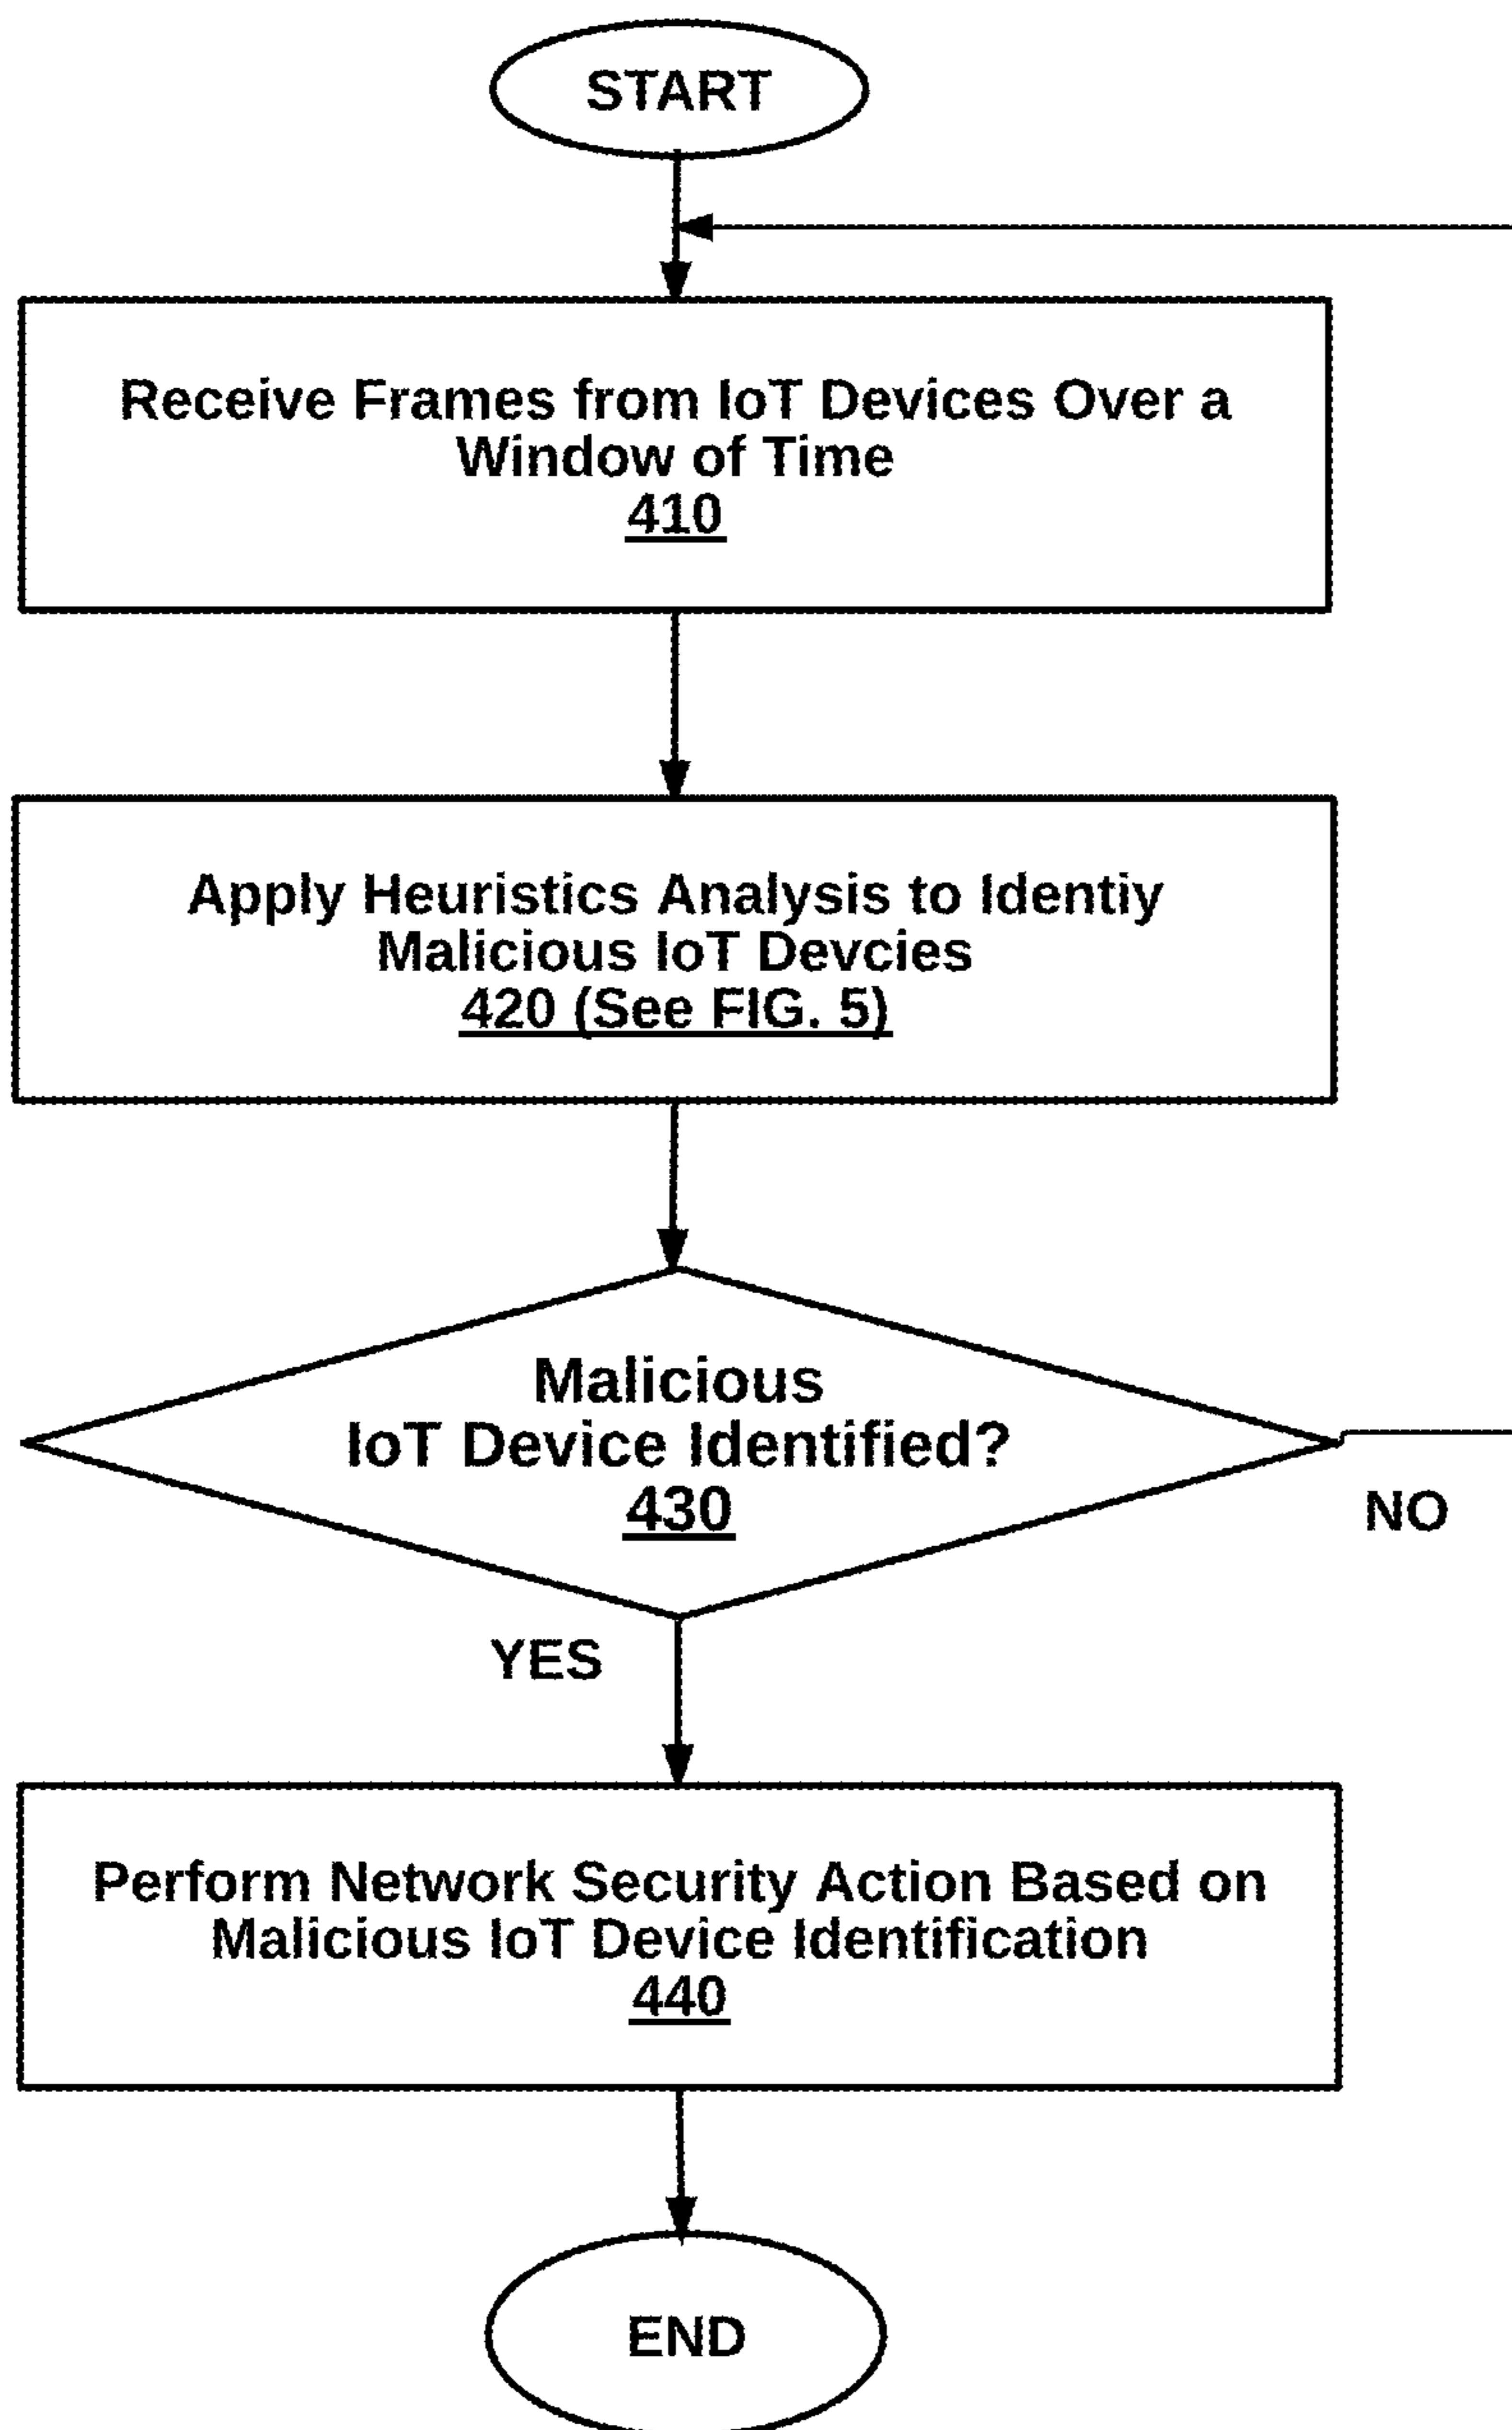 START
Receive Frames from IoT Devices Over a
Window of Time
410
Apply Heuristics Analysis to Identiy
Malicious IoT Devcies
420 (See FIG. 5)
Malicious
IoT Device Identified?
430
NO
YES
Perform Network Security Action Based on
Malicious IoT Device Identification
440
END